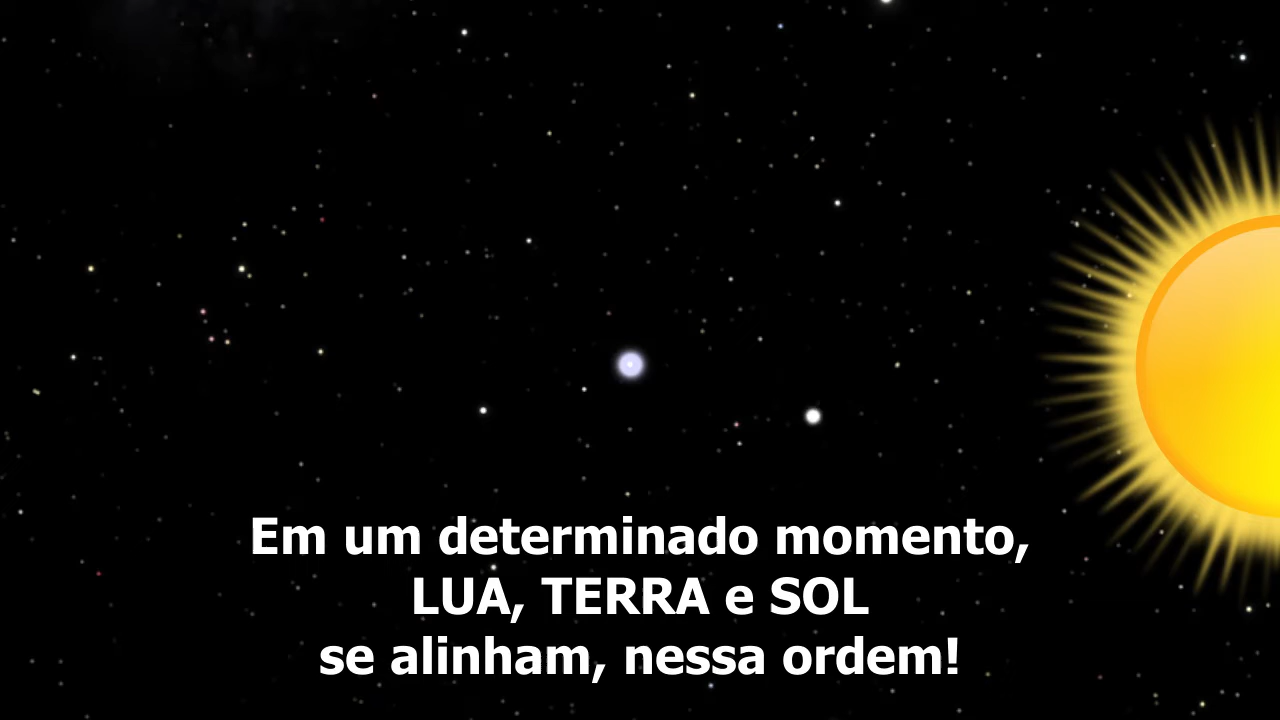 Em um determinado momento,
LUA, TERRA e SOL
se alinham, nessa ordem!